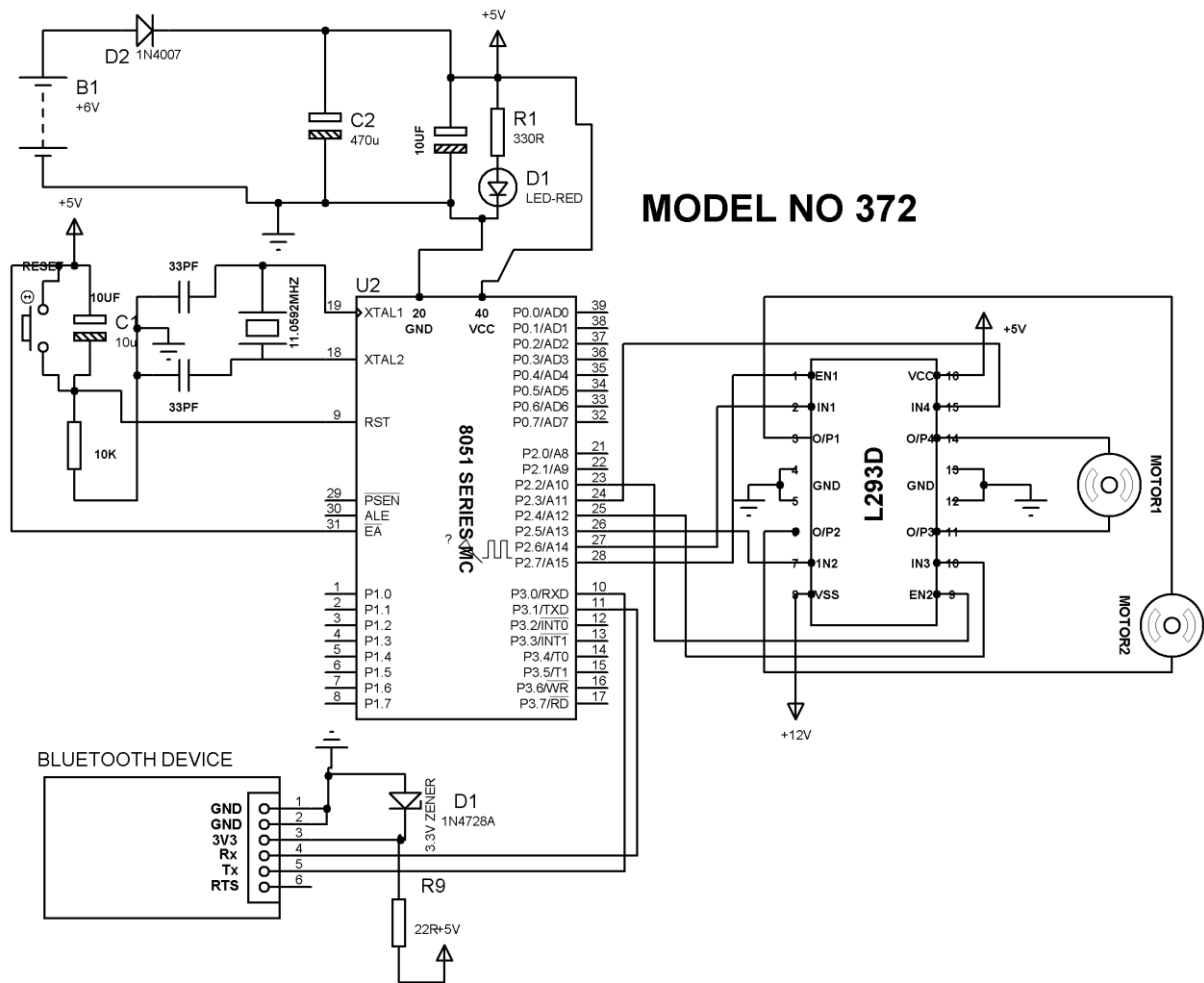 +5V
D2 1N4007
B1
+6V
C2
470u
10UF
R1
330R
D1
LED-RED
MODEL NO 372
+5V
RESET
10UF
C1
10u
10K
33PF
33PF
11.0592MHZ
U2
19 XTAL1
18 XTAL2
9 RST
29 PSEN
30 ALE
31 EA
1 P1.0
2 P1.1
3 P1.2
4 P1.3
5 P1.4
6 P1.5
7 P1.6
8 P1.7
20
GND
40
VCC
8051 SERIES MC
?
P0.0/AD0 39
P0.1/AD1 38
P0.2/AD2 37
P0.3/AD3 36
P0.4/AD4 35
P0.5/AD5 34
P0.6/AD6 33
P0.7/AD7 32
P2.0/A8 21
P2.1/A9 22
P2.2/A10 23
P2.3/A11 24
P2.4/A12 25
P2.5/A13 26
P2.6/A14 27
P2.7/A15 28
P3.0/RXD 10
P3.1/TXD 11
P3.2/INT0 12
P3.3/INT1 13
P3.4/T0 14
P3.5/T1 15
P3.6/WR 16
P3.7/RD 17
+5V
1 EN1
2 IN1
3 O/P1
4
GND
5
O/P2
7 1N2
8 VSS
L293D
VCC 16
IN4 15
O/P4 14
13
GND
12
O/P3 11
IN3 10
EN2 9
+12V
MOTOR1
MOTOR2
BLUETOOTH DEVICE
GND 1
GND 2
3V3 3
Rx 4
Tx 5
RTS 6
3.3V ZENER
D1
1N4728A
R9
22R
+5V